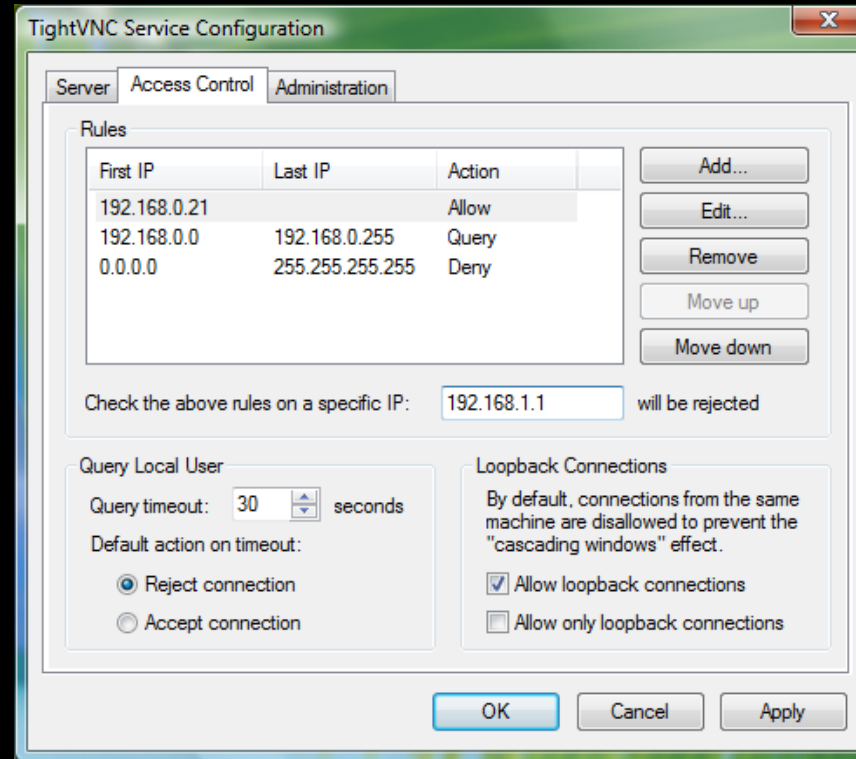 TightVNC Service Configuration
x
Server Access Control Administration
Rules
First IP Last IP Action
192.168.0.21 Allow
192.168.0.0 192.168.0.255 Query
0.0.0.0 255.255.255.255 Deny
Add...
Edit...
Remove
Move up
Move down
Check the above rules on a specific IP: 192.168.1.1 will be rejected
Query Local User
Query timeout: 30 seconds
Default action on timeout:
Reject connection
Accept connection
Loopback Connections
By default, connections from the same
machine are disallowed to prevent the
"cascading windows" effect.
Allow loopback connections
Allow only loopback connections
OK Cancel Apply